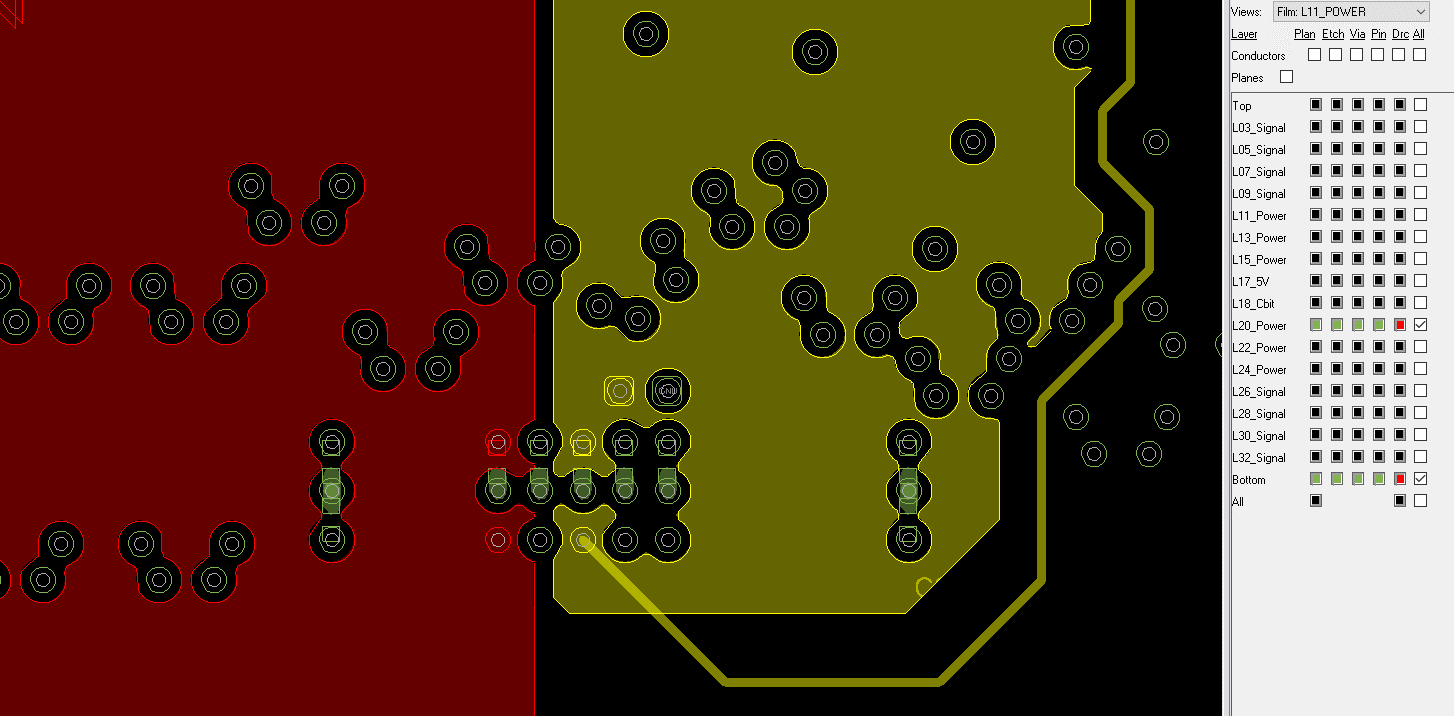 Views: Film: L11_POWER
Layer Plan Etch Via Pin Drc All
Conductors
Planes
Top
L03_Signal
L05_Signal
L07_Signal
L09_Signal
L11_Power
L13_Power
L15_Power
L17_5V
L18_Cbit
L20_Power
L22_Power
L24_Power
L26_Signal
L28_Signal
L30_Signal
L32_Signal
Bottom
All
GND
C